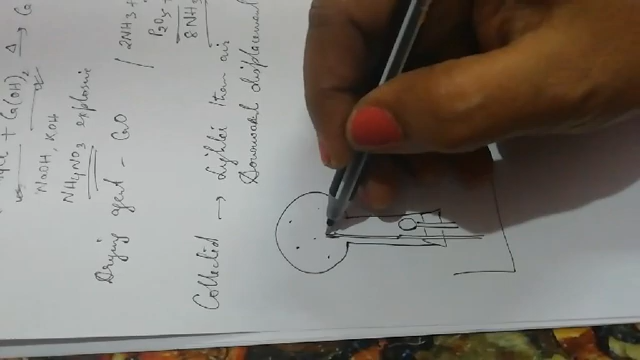 + Ca(OH)2 Δ→ Ca
NaOH, KOH
NH4NO3 explosive
Drying agent - CaO
2NH3 +
P2O5
8NH3
Collected → Lighter than air
Downward displacement